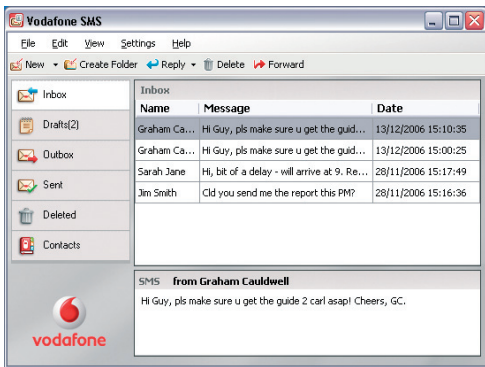 Vodafone SMS
File Edit View Settings Help
New Create Folder Reply Delete Forward
Inbox
Drafts(2)
Outbox
Sent
Deleted
Contacts
vodafone
Inbox
Name Message Date
Graham Ca... Hi Guy, pls make sure u get the guid... 13/12/2006 15:10:35
Graham Ca... Hi Guy, pls make sure u get the guid... 13/12/2006 15:00:25
Sarah Jane Hi, bit of a delay - will arrive at 9. Re... 28/11/2006 15:17:49
Jim Smith Cld you send me the report this PM? 28/11/2006 15:16:36
SMS from Graham Cauldwell
Hi Guy, pls make sure u get the guide 2 carl asap! Cheers, GC.